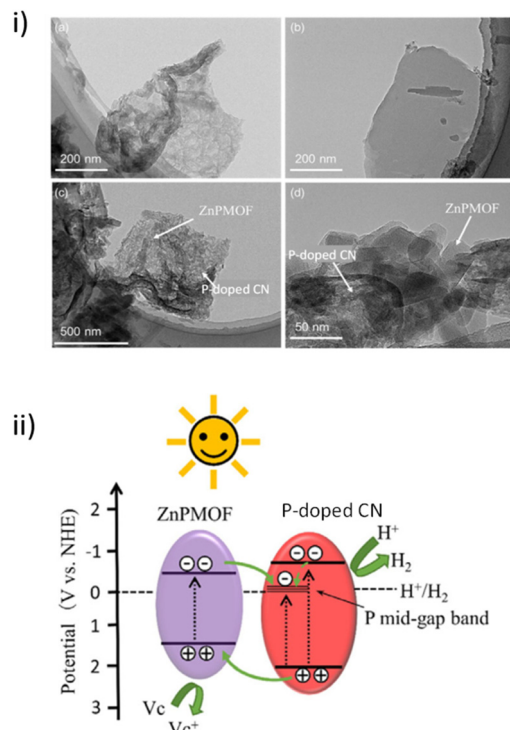 i)
(a)
200 nm
(b)
200 nm
(c)
ZnPMOF
P-doped CN
500 nm
(d)
ZnPMOF
P-doped CN
50 nm
ii)
ZnPMOF
P-doped CN
Potential (V vs. NHE)
2
-1
0
1
2
3
H⁺
H₂
H⁺/H₂
P mid-gap band
Vc
Vc⁺